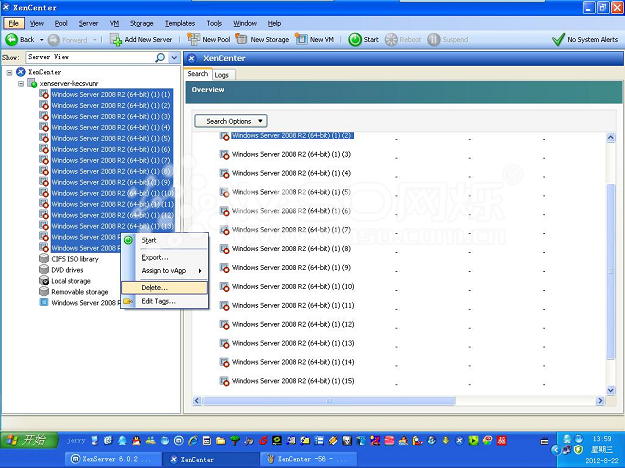 XenCenter
File View Pool Server VM Storage Templates Tools Window Help
Back Forward Add New Server New Pool New Storage New VM Start Reboot Suspend No System Alerts
Show: Server View
XenCenter
xenserver-kecsvunr
Windows Server 2008 R2 (64-bit) (1) (1)
Windows Server 2008 R2 (64-bit) (1) (2)
Windows Server 2008 R2 (64-bit) (1) (3)
Windows Server 2008 R2 (64-bit) (1) (4)
Windows Server 2008 R2 (64-bit) (1) (5)
Windows Server 2008 R2 (64-bit) (1) (6)
Windows Server 2008 R2 (64-bit) (1) (7)
Windows Server 2008 R2 (64-bit) (1) (8)
Windows Server 2008 R2 (64-bit) (1) (9)
Windows Server 2008 R2 (64-bit) (1) (10)
Windows Server 2008 R2 (64-bit) (1) (11)
Windows Server 2008 R2 (64-bit) (1) (12)
Windows Server 2008 R2 (64-bit) (1) (13)
Windows Server 2008 R2
Windows Server 2008 R2
CIFS ISO library
DVD drives
Local storage
Removable storage
Windows Server 2008
Start
Export...
Assign to vApp
Delete...
Edit Tags...
XenCenter
Search Logs
Overview
Search Options
Windows Server 2008 R2 (64-bit) (1) (2) - - -
Windows Server 2008 R2 (64-bit) (1) (3) - - -
Windows Server 2008 R2 (64-bit) (1) (4) - - -
Windows Server 2008 R2 (64-bit) (1) (5) - - -
Windows Server 2008 R2 (64-bit) (1) (6) - - -
Windows Server 2008 R2 (64-bit) (1) (7) - - -
Windows Server 2008 R2 (64-bit) (1) (8) - - -
Windows Server 2008 R2 (64-bit) (1) (9) - - -
Windows Server 2008 R2 (64-bit) (1) (10) - - -
Windows Server 2008 R2 (64-bit) (1) (11) - - -
Windows Server 2008 R2 (64-bit) (1) (12) - - -
Windows Server 2008 R2 (64-bit) (1) (13) - - -
Windows Server 2008 R2 (64-bit) (1) (14) - - -
Windows Server 2008 R2 (64-bit) (1) (15) - - -
开始 jerry
13:59
XenServer 6.0.2 ... XenCenter XenCenter -56 - ...
星期三
2012-8-22